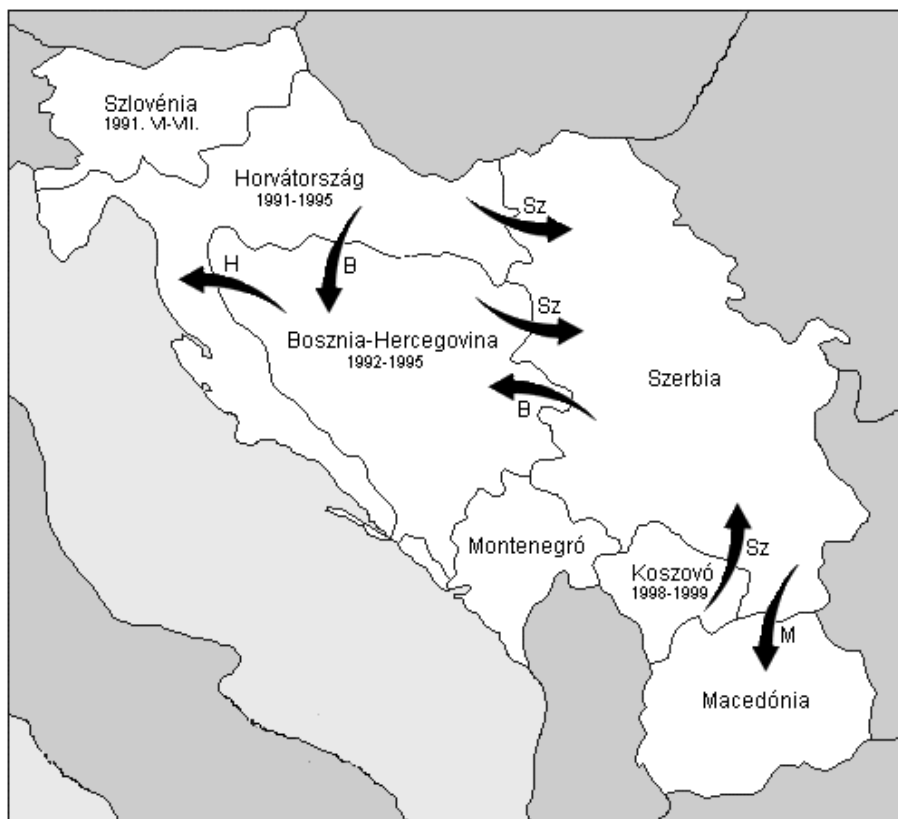 Szlovénia
1991. VI-VII.
Horvátország
1991-1995
Sz
H
B
Sz
Bosznia-Hercegovina
1992-1995
Szerbia
B
Montenegró
Sz
Koszovó
1998-1999
M
Macedónia